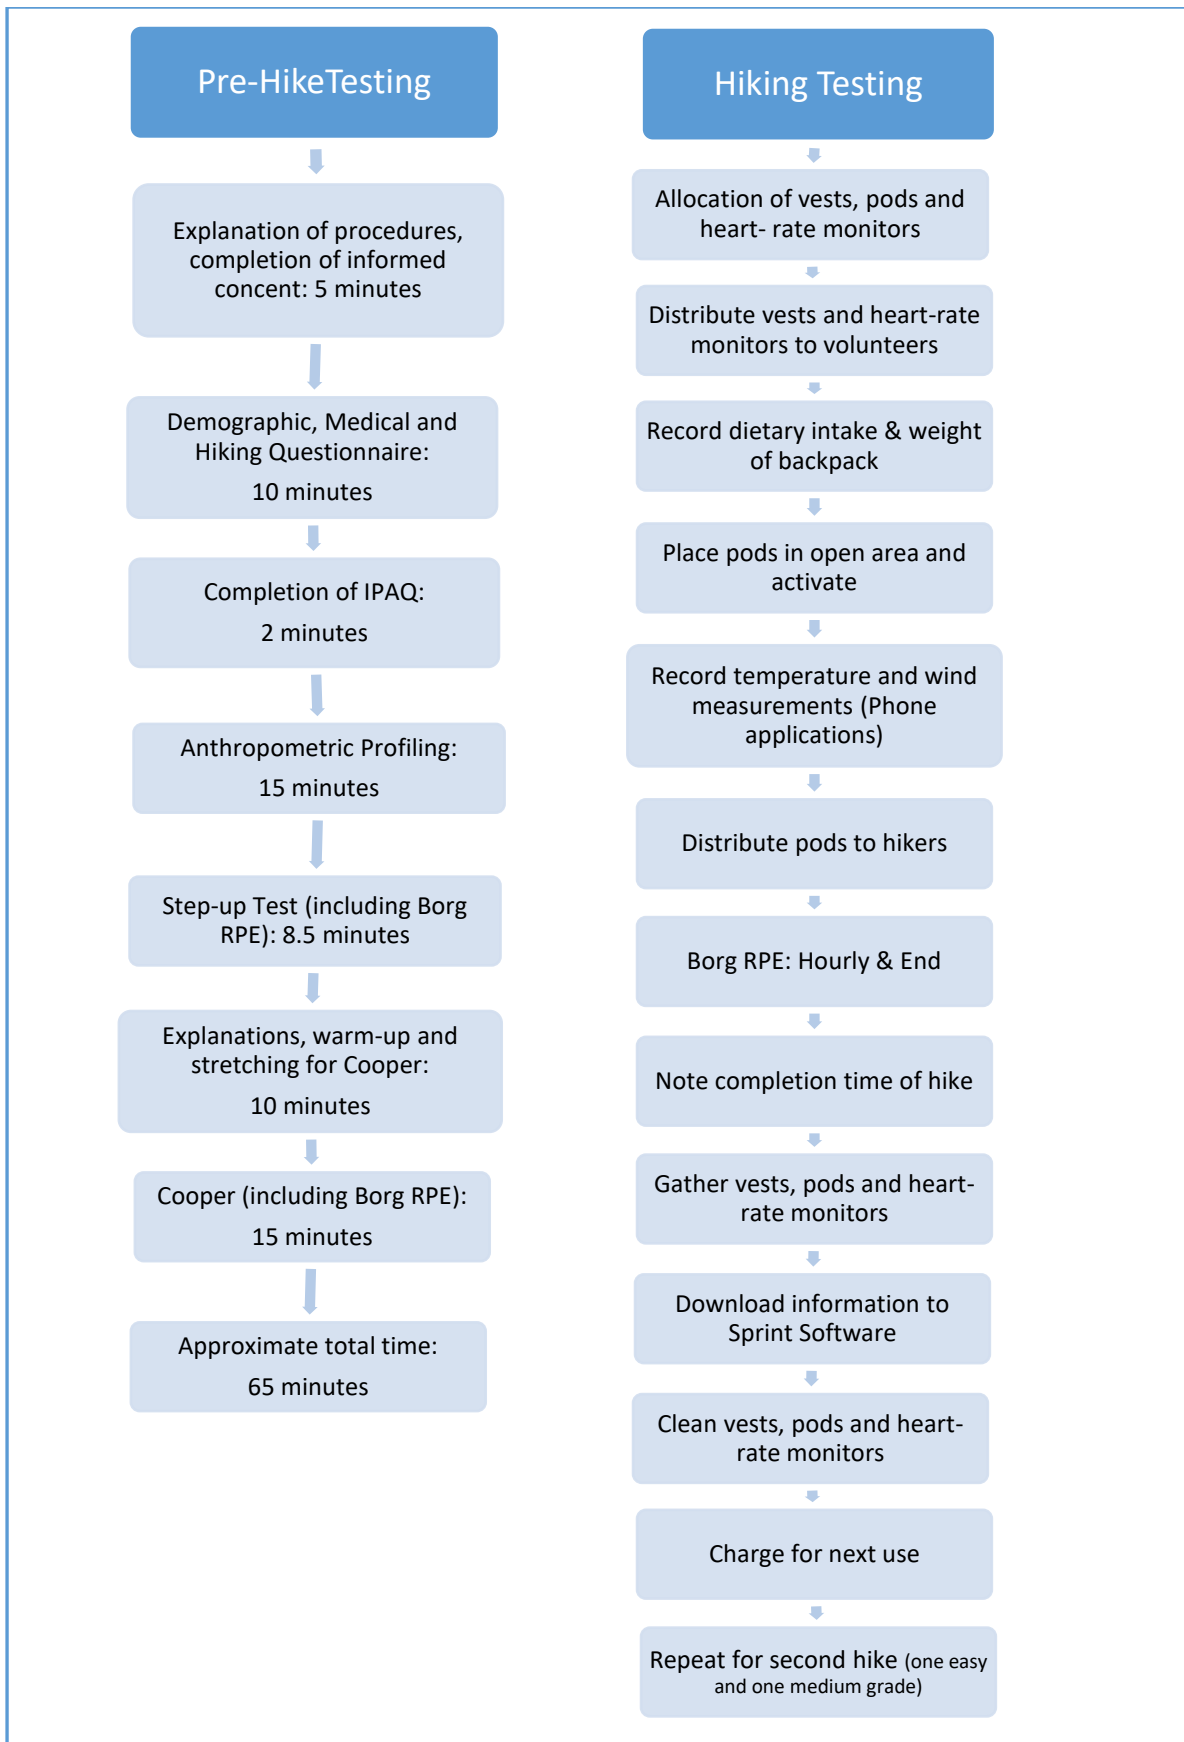 Pre-HikeTesting
Explanation of procedures,
completion of informed
concent: 5 minutes
Demographic, Medical and
Hiking Questionnaire:
10 minutes
Completion of IPAQ:
2 minutes
Anthropometric Profiling:
15 minutes
Step-up Test (including Borg
RPE): 8.5 minutes
Explanations, warm-up and
stretching for Cooper:
10 minutes
Cooper (including Borg RPE):
15 minutes
Approximate total time:
65 minutes
Hiking Testing
Allocation of vests, pods and
heart- rate monitors
Distribute vests and heart-rate
monitors to volunteers
Record dietary intake & weight
of backpack
Place pods in open area and
activate
Record temperature and wind
measurements (Phone
applications)
Distribute pods to hikers
Borg RPE: Hourly & End
Note completion time of hike
Gather vests, pods and heart-
rate monitors
Download information to
Sprint Software
Clean vests, pods and heart-
rate monitors
Charge for next use
Repeat for second hike (one easy
and one medium grade)